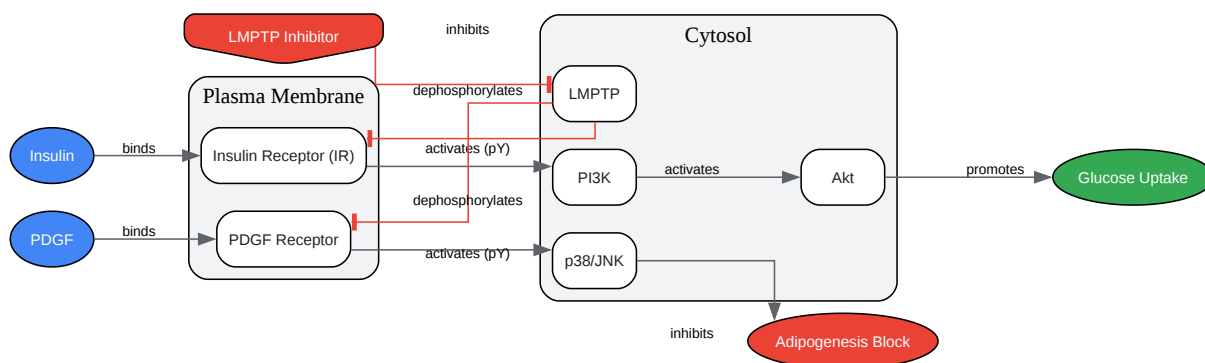 LMPTP Inhibitor
inhibits
Cytosol
Plasma Membrane
dephosphorylates
LMPTP
Insulin
binds
Insulin Receptor (IR)
activates (pY)
PI3K
activates
Akt
promotes
Glucose Uptake
dephosphorylates
PDGF
binds
PDGF Receptor
activates (pY)
p38/JNK
inhibits
Adipogenesis Block